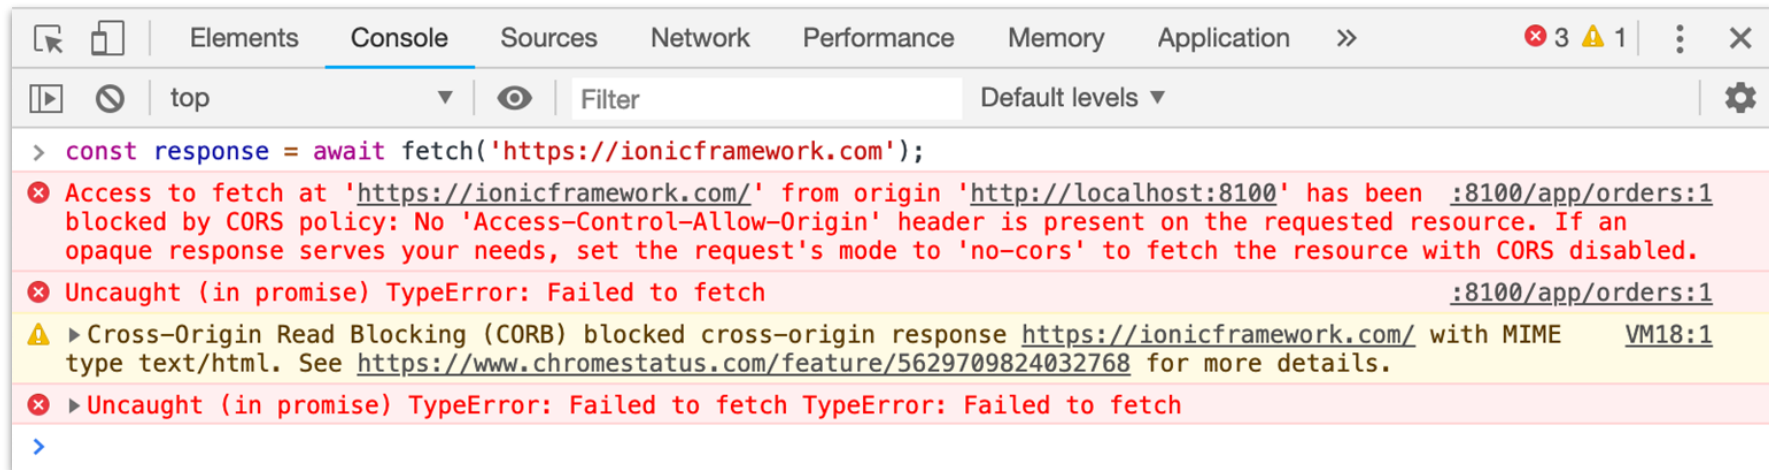 Elements Console Sources Network Performance Memory Application » 3 1
top Filter Default levels
> const response = await fetch('https://ionicframework.com');
Access to fetch at 'https://ionicframework.com/' from origin 'http://localhost:8100' has been :8100/app/orders:1
blocked by CORS policy: No 'Access-Control-Allow-Origin' header is present on the requested resource. If an
opaque response serves your needs, set the request's mode to 'no-cors' to fetch the resource with CORS disabled.
Uncaught (in promise) TypeError: Failed to fetch :8100/app/orders:1
Cross-Origin Read Blocking (CORB) blocked cross-origin response https://ionicframework.com/ with MIME VM18:1
type text/html. See https://www.chromestatus.com/feature/5629709824032768 for more details.
Uncaught (in promise) TypeError: Failed to fetch TypeError: Failed to fetch
>